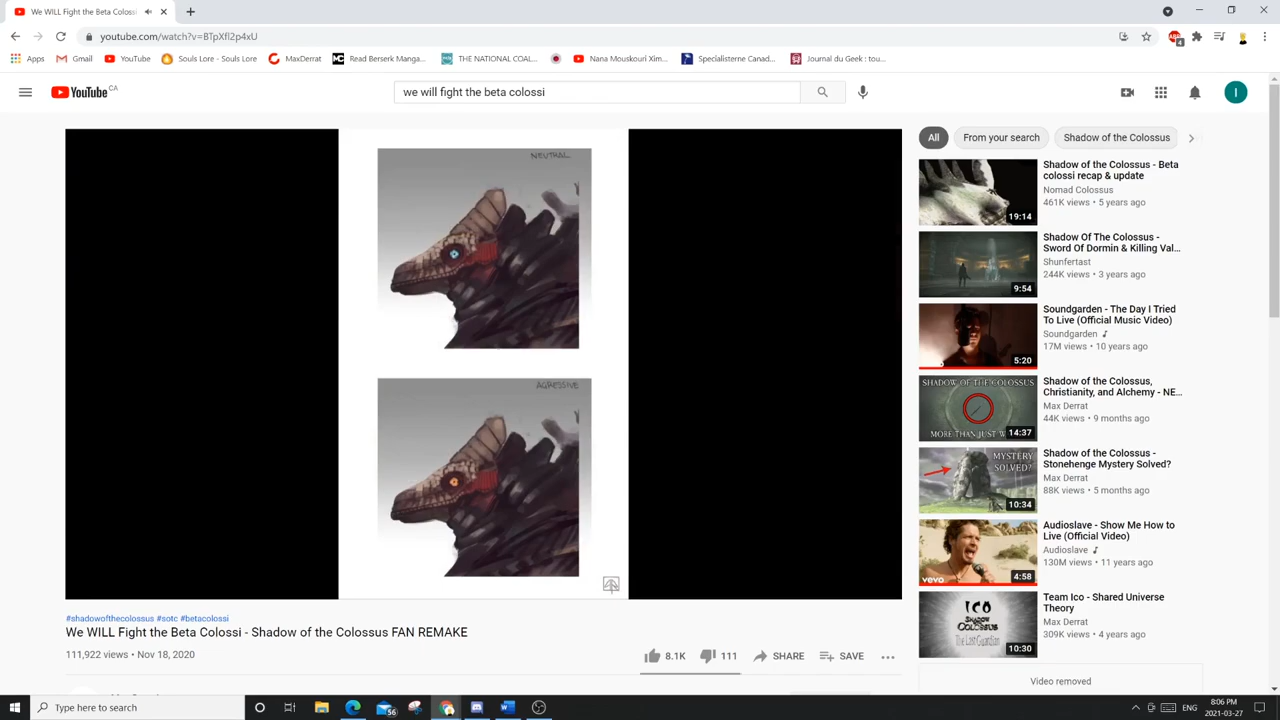 We WILL Fight the Beta Colossi
youtube.com/watch?v=BTpXfl2p4xU
4
Apps
Gmail
YouTube
Souls Lore - Souls Lore
MaxDerrat
Read Berserk Manga...
THE NATIONAL COAL...
Nana Mouskouri Xim...
Specialisterne Canad...
Journal du Geek : tou...
YouTube CA
we will fight the beta colossi
I
NEUTRAL
AGRESSIVE
#shadowofthecolossus #sotc #betacolossi
We WILL Fight the Beta Colossi - Shadow of the Colossus FAN REMAKE
111,922 views • Nov 18, 2020
8.1K
111
SHARE
SAVE
All
From your search
Shadow of the Colossus
19:14
Shadow of the Colossus - Beta
colossi recap & update
Nomad Colossus
461K views • 5 years ago
9:54
Shadow Of The Colossus -
Sword Of Dormin & Killing Val...
Shunfertast
244K views • 3 years ago
5:20
Soundgarden - The Day I Tried
To Live (Official Music Video)
Soundgarden
17M views • 10 years ago
SHADOW OF THE COLOSSUS
MORE THAN JUST W
14:37
Shadow of the Colossus,
Christianity, and Alchemy - NE...
Max Derrat
44K views • 9 months ago
MYSTERY
SOLVED?
10:34
Shadow of the Colossus -
Stonehenge Mystery Solved?
Max Derrat
88K views • 5 months ago
vevo
4:58
Audioslave - Show Me How to
Live (Official Video)
Audioslave
130M views • 11 years ago
ICO
SHADOW
COLOSSUS
The Last Guardian
10:30
Team Ico - Shared Universe
Theory
Max Derrat
309K views • 4 years ago
Video removed
Type here to search
56
ENG
8:06 PM
2021-03-27